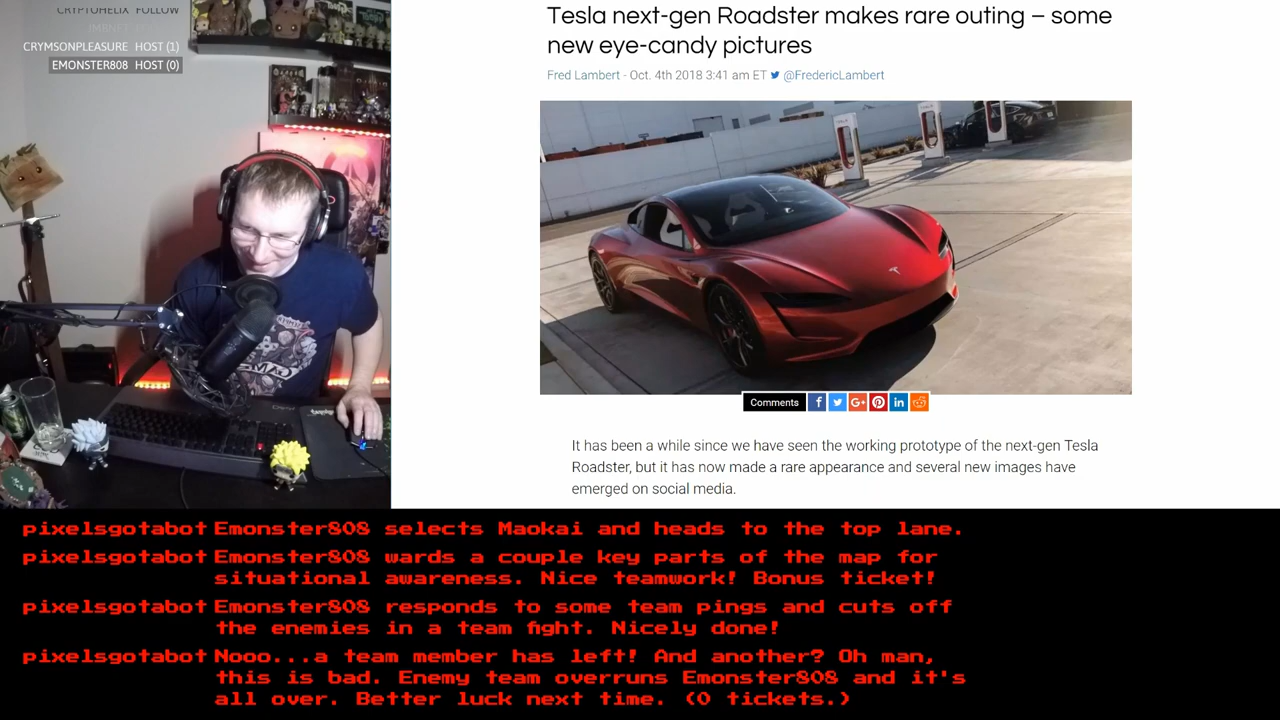 CRYPTOHELIX FOLLOW
CRYMSONPLEASURE HOST (1)
EMONSTER808 HOST (0)
Tesla next-gen Roadster makes rare outing – some
new eye-candy pictures
Fred Lambert - Oct. 4th 2018 3:41 am ET @FredericLambert
Comments
It has been a while since we have seen the working prototype of the next-gen Tesla
Roadster, but it has now made a rare appearance and several new images have
emerged on social media.
pixelsgotabot Emonster808 selects Maokai and heads to the top lane.
pixelsgotabot Emonster808 wards a couple key parts of the map for
situational awareness. Nice teamwork! Bonus ticket!
pixelsgotabot Emonster808 responds to some team pings and cuts off
the enemies in a team fight. Nicely done!
pixelsgotabot Nooo...a team member has left! And another? Oh man,
this is bad. Enemy team overruns Emonster808 and it's
all over. Better luck next time. (0 tickets.)